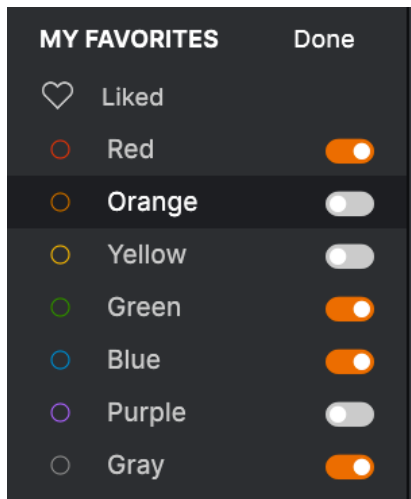 MY FAVORITES Done
Liked
Red
Orange
Yellow
Green
Blue
Purple
Gray